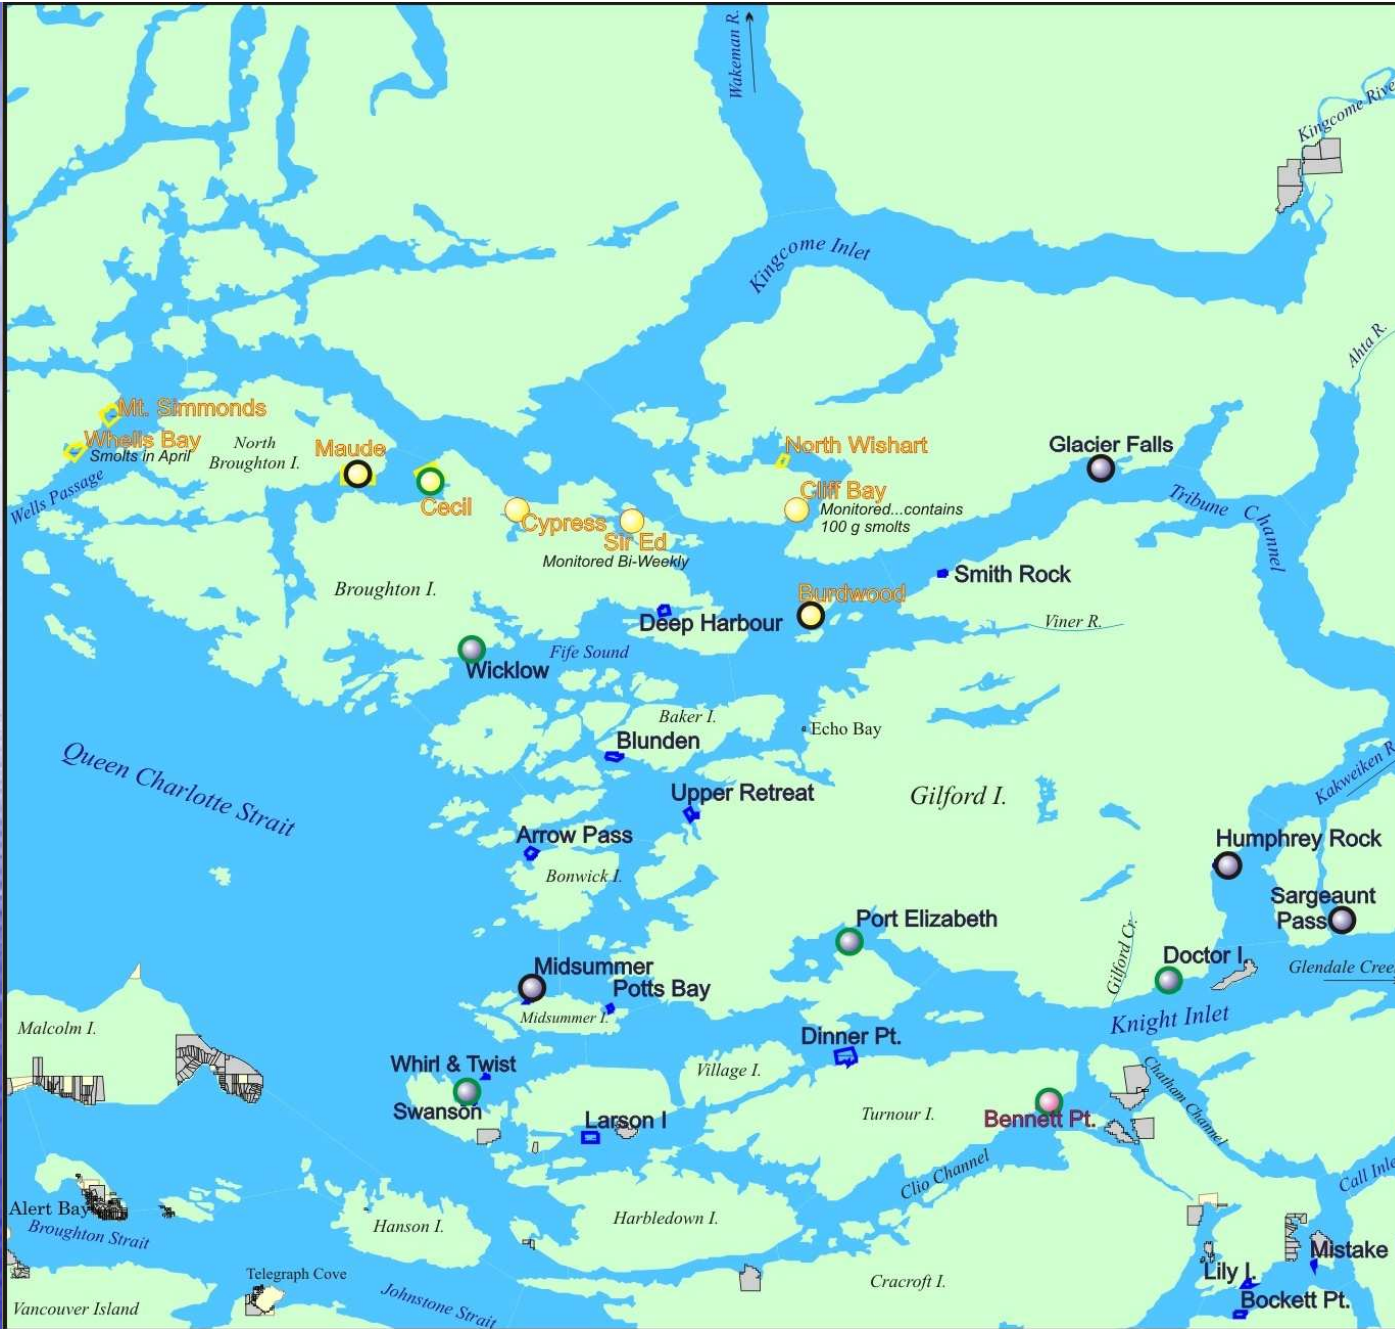 Wakeman R.
Kingcome River
Kingcome Inlet
Ahta R.
Mt. Simmonds
Whells Bay
Smolts in April
North
Broughton I.
Maude
Cecil
Cypress
Sir Ed
Monitored Bi-Weekly
North Wishart
Cliff Bay
Monitored...contains
100 g smolts
Glacier Falls
Tribune Channel
Wells Passage
Smith Rock
Broughton I.
Burdwood
Deep Harbour
Viner R.
Fife Sound
Wicklow
Baker I.
Echo Bay
Blunden
Queen Charlotte Strait
Upper Retreat
Gilford I.
Kakweiken R.
Arrow Pass
Bonwick I.
Humphrey Rock
Sargeaunt
Pass
Port Elizabeth
Gilford Cr.
Doctor I.
Glendale Cree
Midsummer
Potts Bay
Midsummer I.
Knight Inlet
Malcolm I.
Dinner Pt.
Whirl & Twist
Swanson
Village I.
Chatham Channel
Larson I
Turnour I.
Bennett Pt.
Clio Channel
Call Inle
Alert Bay
Broughton Strait
Hanson I.
Harbledown I.
Mistake
Lily I.
Bockett Pt.
Telegraph Cove
Cracroft I.
Johnstone Strait
Vancouver Island